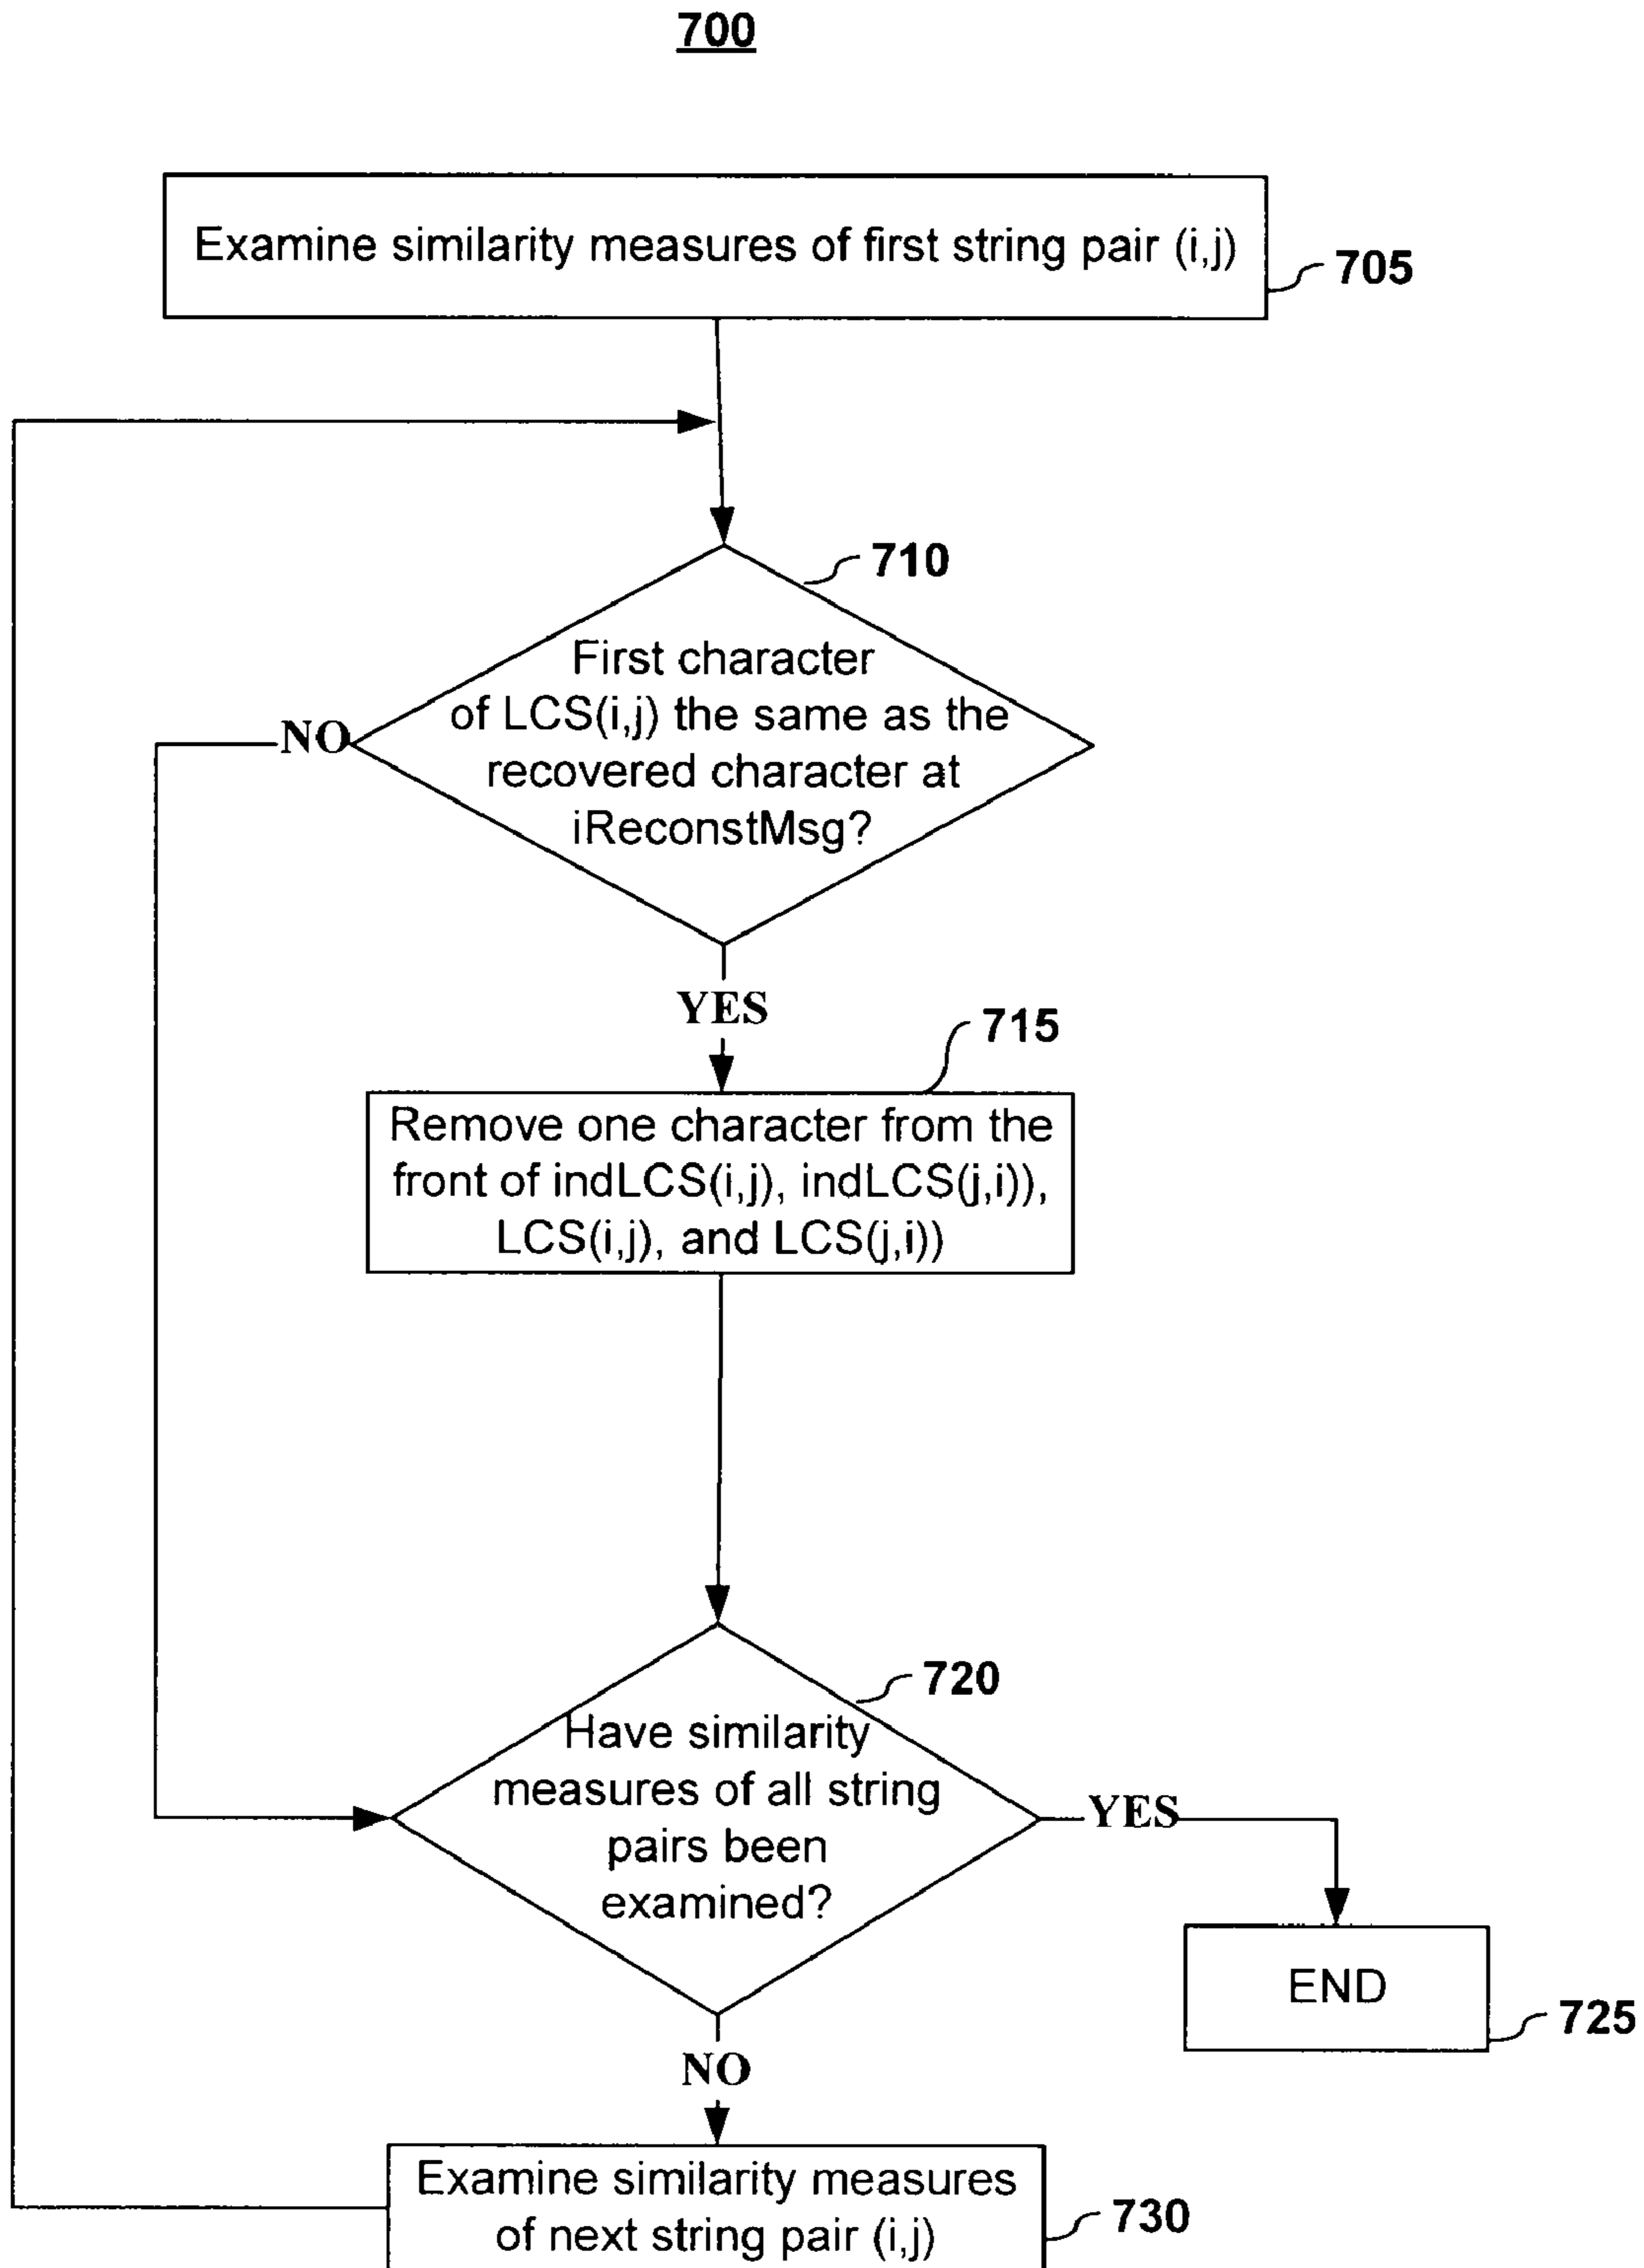 700
Examine similarity measures of first string pair (i,j)
705
710
First character
of LCS(i,j) the same as the
recovered character at
iReconstMsg?
NO
YES
715
Remove one character from the
front of indLCS(i,j), indLCS(j,i)),
LCS(i,j), and LCS(j,i))
720
Have similarity
measures of all string
pairs been
examined?
YES
END
725
NO
Examine similarity measures
of next string pair (i,j)
730